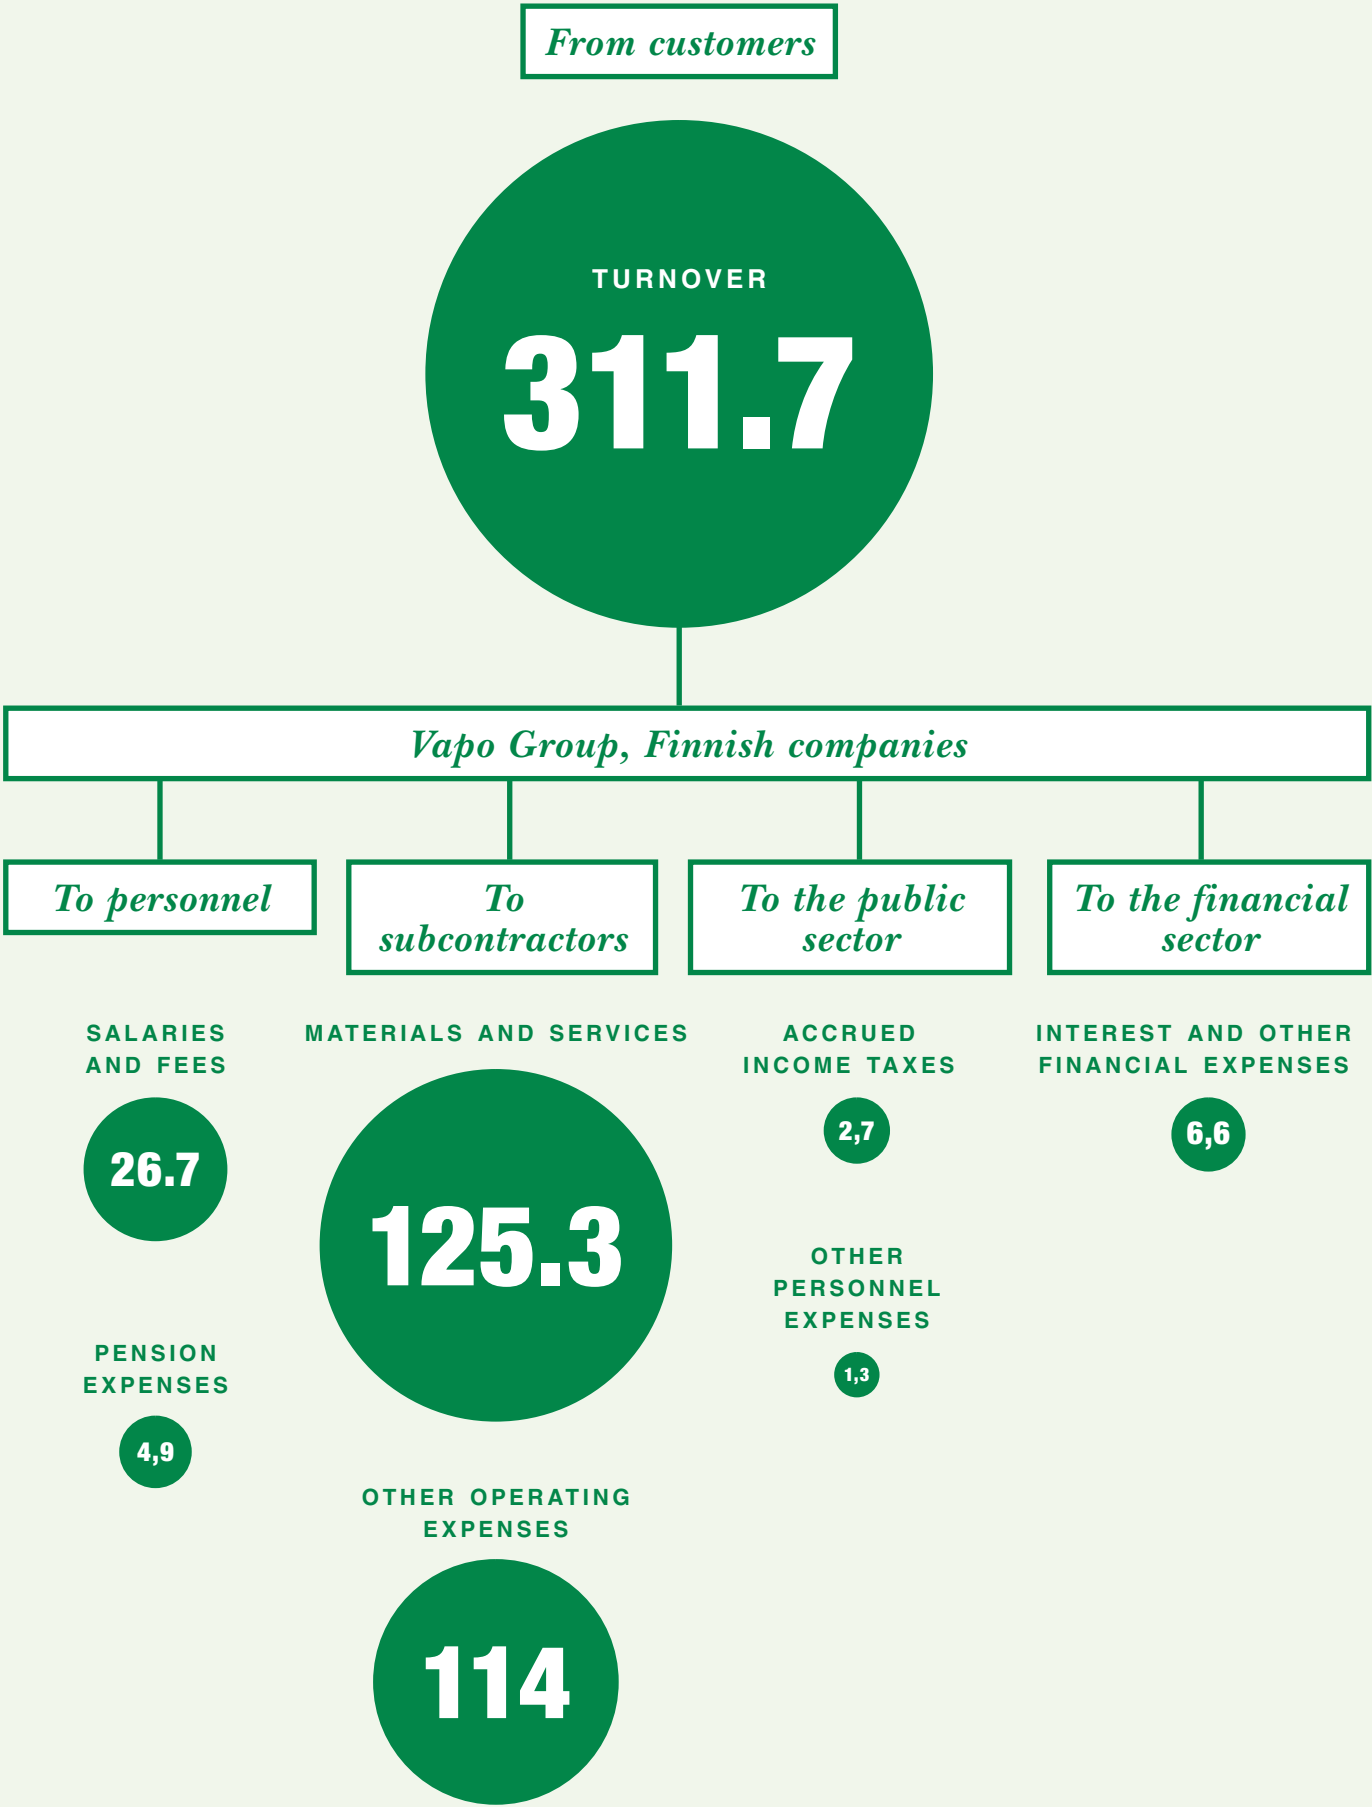 From customers
TURNOVER
311.7
Vapo Group, Finnish companies
To personnel
SALARIES
AND FEES
26.7
PENSION
EXPENSES
4,9
To
subcontractors
MATERIALS AND SERVICES
125.3
OTHER OPERATING
EXPENSES
114
To the public
sector
ACCRUED
INCOME TAXES
2,7
OTHER
PERSONNEL
EXPENSES
1,3
To the financial
sector
INTEREST AND OTHER
FINANCIAL EXPENSES
6,6